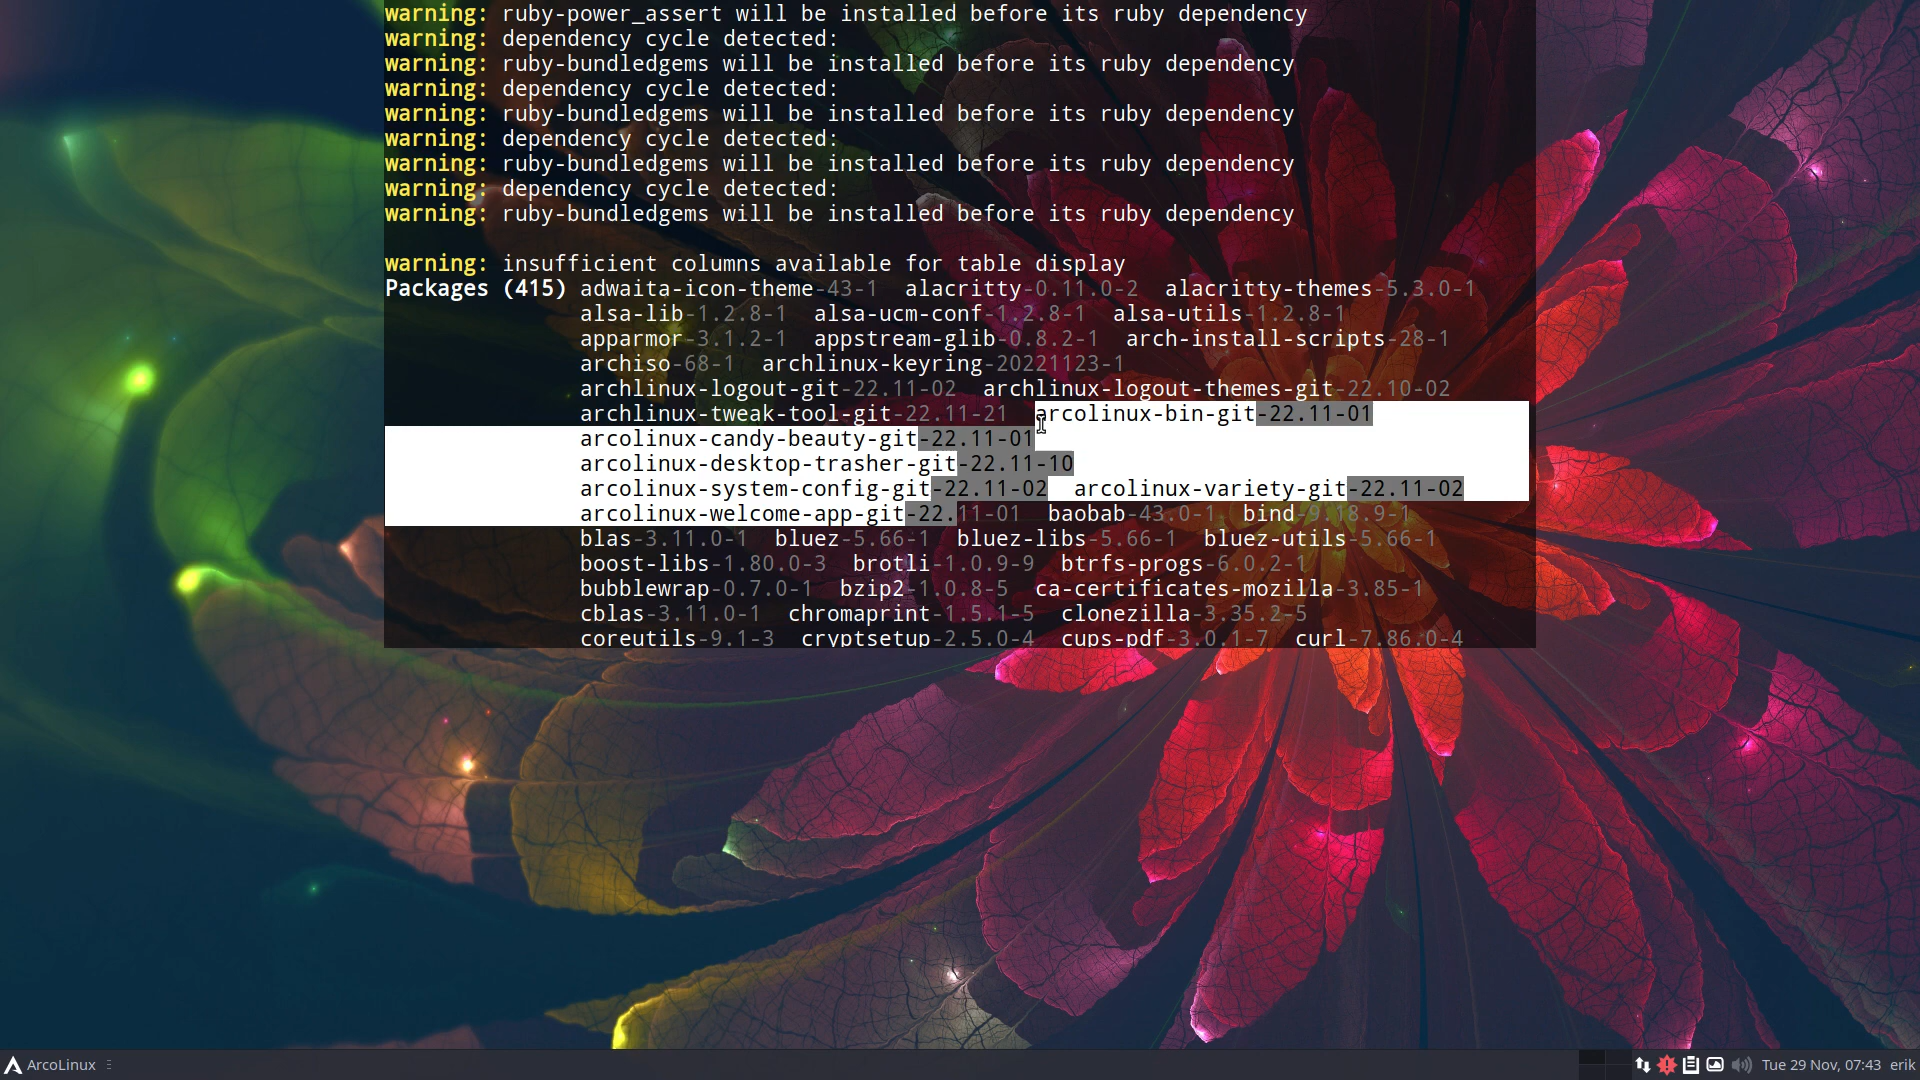 warning: ruby-power_assert will be installed before its ruby dependency
warning: dependency cycle detected:
warning: ruby-bundledgems will be installed before its ruby dependency
warning: dependency cycle detected:
warning: ruby-bundledgems will be installed before its ruby dependency
warning: dependency cycle detected:
warning: ruby-bundledgems will be installed before its ruby dependency
warning: dependency cycle detected:
warning: ruby-bundledgems will be installed before its ruby dependency
warning: insufficient columns available for table display
Packages (415) adwaita-icon-theme-43-1  alacritty-0.11.0-2  alacritty-themes-5.3.0-1
alsa-lib-1.2.8-1  alsa-ucm-conf-1.2.8-1  alsa-utils-1.2.8-1
apparmor-3.1.2-1  appstream-glib-0.8.2-1  arch-install-scripts-28-1
archiso-68-1  archlinux-keyring-20221123-1
archlinux-logout-git-22.11-02  archlinux-logout-themes-git-22.10-02
archlinux-tweak-tool-git-22.11-21  arcolinux-bin-git-22.11-01
arcolinux-candy-beauty-git-22.11-01
arcolinux-desktop-trasher-git-22.11-10
arcolinux-system-config-git-22.11-02  arcolinux-variety-git-22.11-02
arcolinux-welcome-app-git-22.11-01  baobab-43.0-1  bind-9.18.9-1
blas-3.11.0-1  bluez-5.66-1  bluez-libs-5.66-1  bluez-utils-5.66-1
boost-libs-1.80.0-3  brotli-1.0.9-9  btrfs-progs-6.0.2-1
bubblewrap-0.7.0-1  bzip2-1.0.8-5  ca-certificates-mozilla-3.85-1
cblas-3.11.0-1  chromaprint-1.5.1-5  clonezilla-3.35.2-5
coreutils-9.1-3  cryptsetup-2.5.0-4  cups-pdf-3.0.1-7  curl-7.86.0-4
ArcoLinux
Tue 29 Nov, 07:43 erik